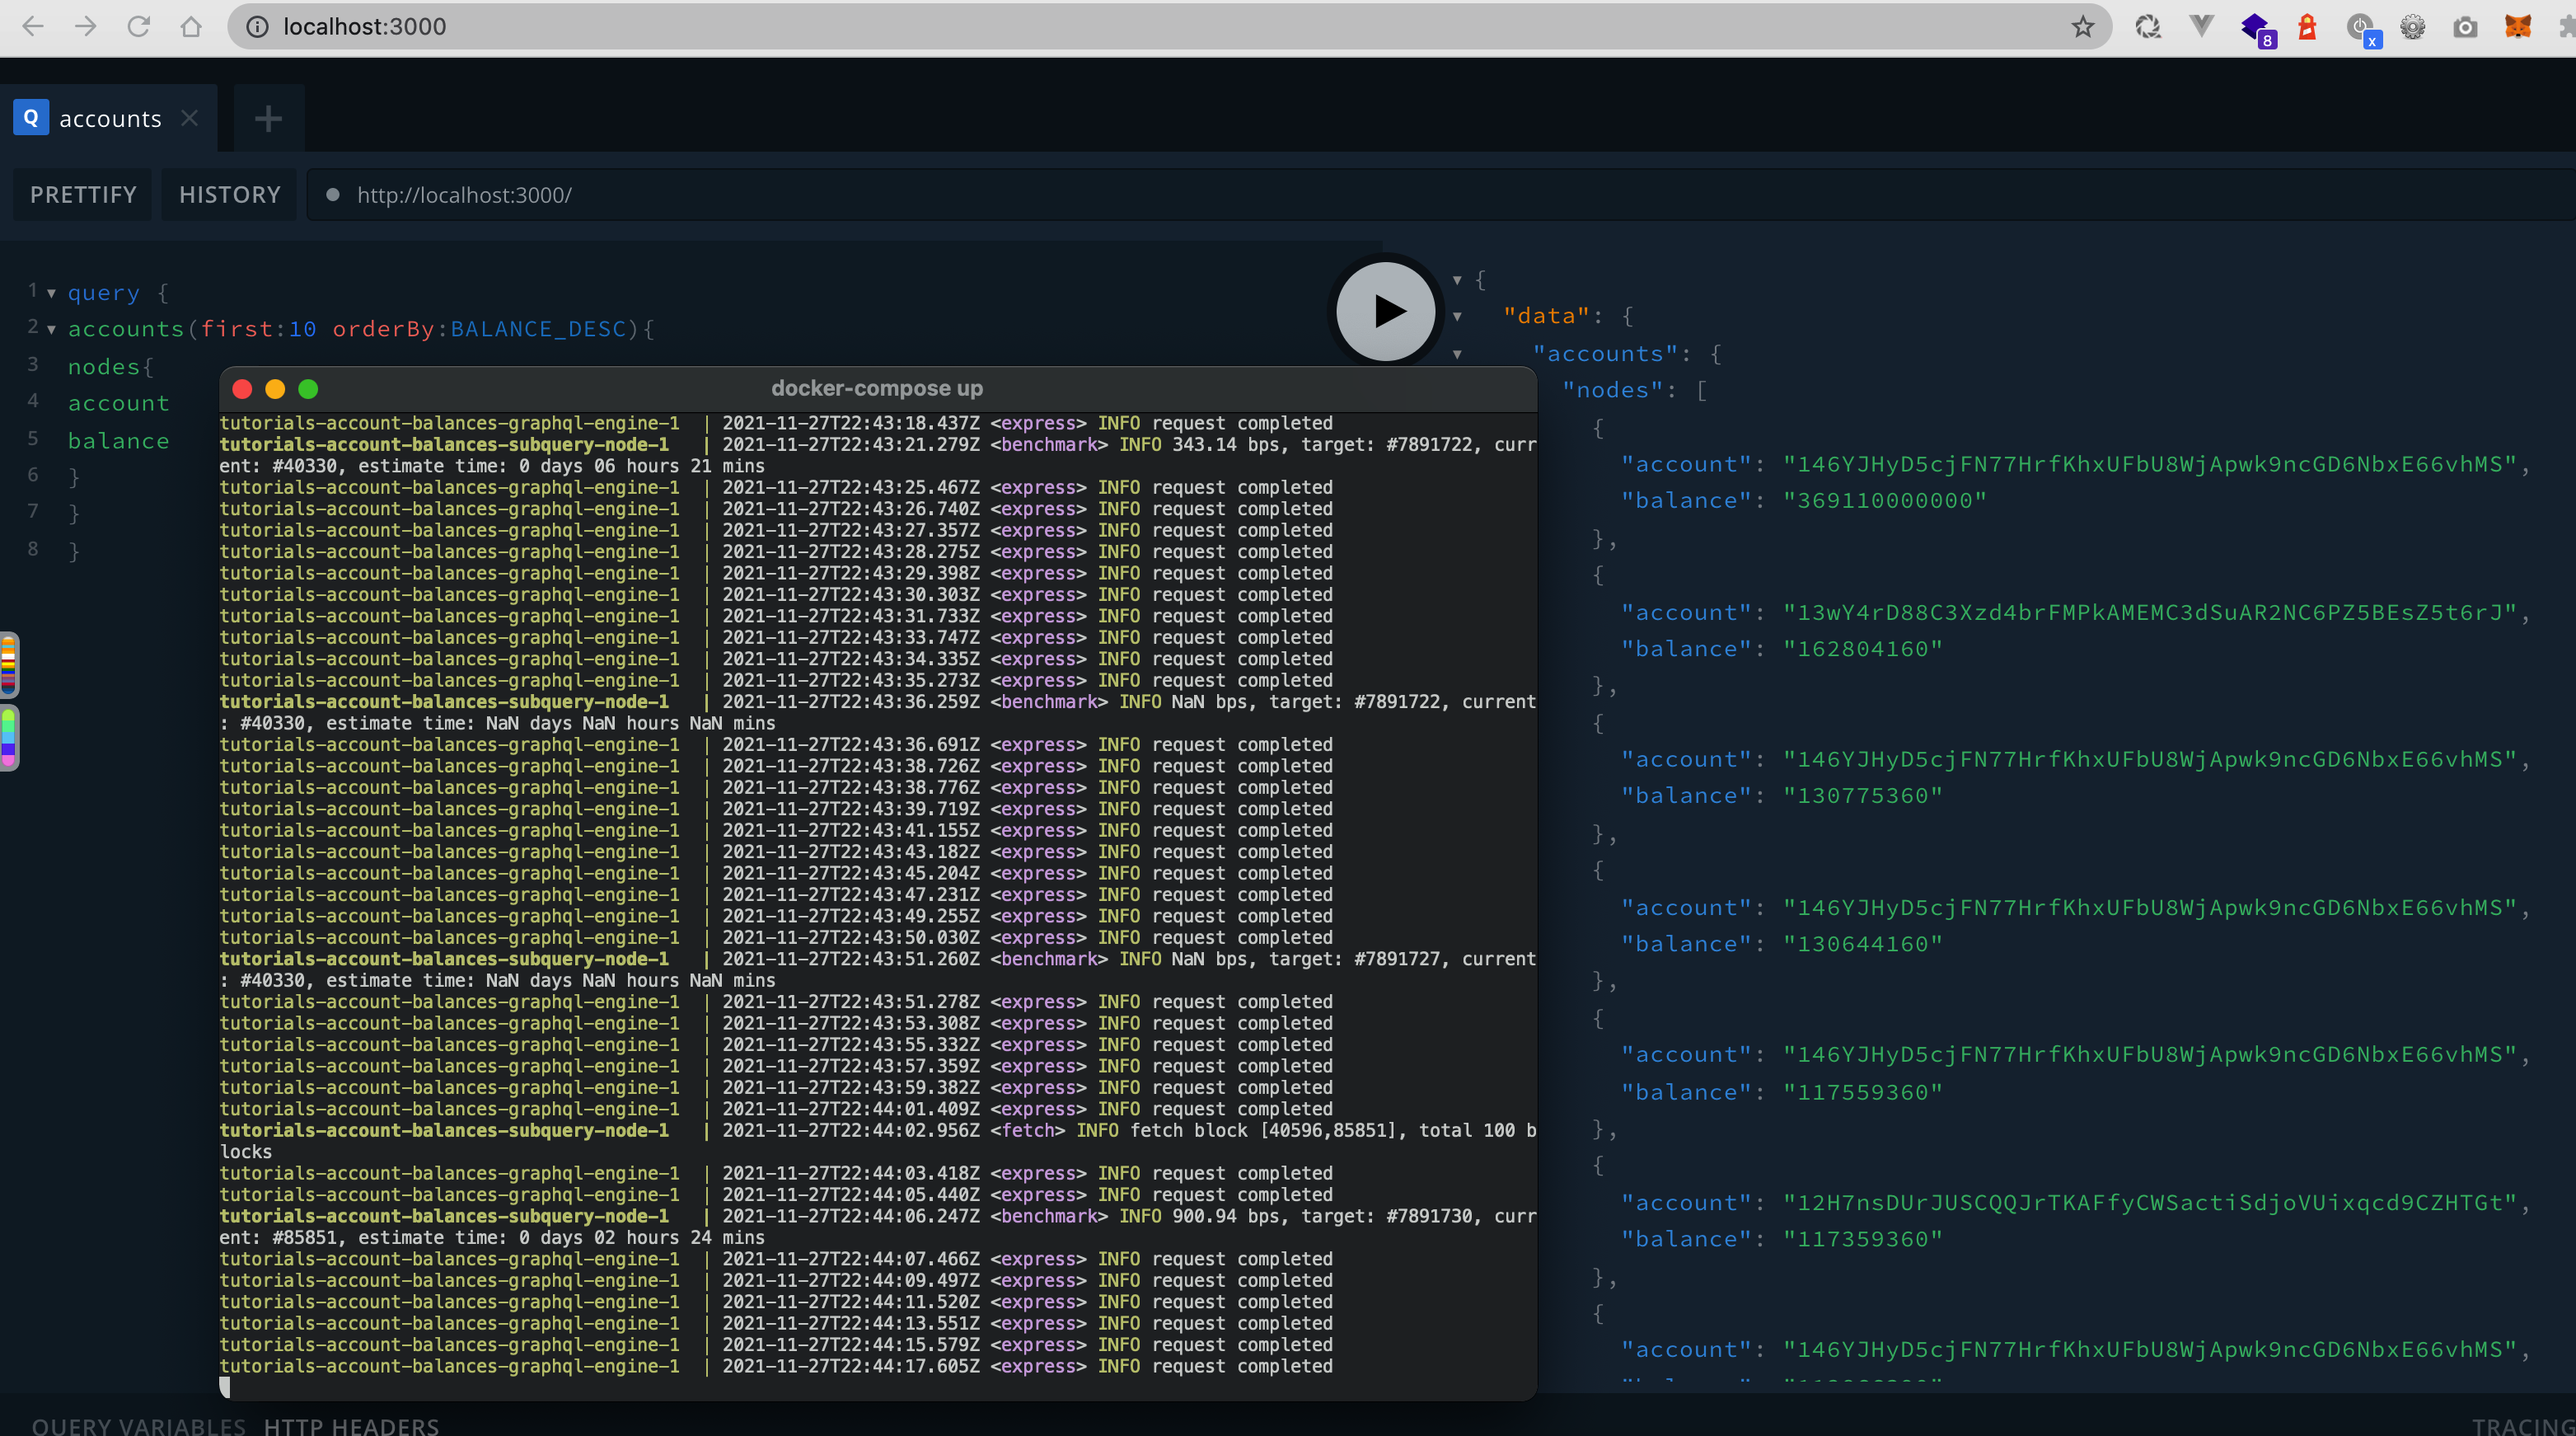 localhost:3000
8
x
Q accounts
PRETTIFY HISTORY http://localhost:3000/
1 query {
2 accounts(first:10 orderBy:BALANCE_DESC){
3 nodes{
4 account
5 balance
6 }
7 }
8 }
docker-compose up
tutorials-account-balances-graphql-engine-1 | 2021-11-27T22:43:18.437Z <express> INFO request completed
tutorials-account-balances-subquery-node-1 | 2021-11-27T22:43:21.279Z <benchmark> INFO 343.14 bps, target: #7891722, curr
ent: #40330, estimate time: 0 days 06 hours 21 mins
tutorials-account-balances-graphql-engine-1 | 2021-11-27T22:43:25.467Z <express> INFO request completed
tutorials-account-balances-graphql-engine-1 | 2021-11-27T22:43:26.740Z <express> INFO request completed
tutorials-account-balances-graphql-engine-1 | 2021-11-27T22:43:27.357Z <express> INFO request completed
tutorials-account-balances-graphql-engine-1 | 2021-11-27T22:43:28.275Z <express> INFO request completed
tutorials-account-balances-graphql-engine-1 | 2021-11-27T22:43:29.398Z <express> INFO request completed
tutorials-account-balances-graphql-engine-1 | 2021-11-27T22:43:30.303Z <express> INFO request completed
tutorials-account-balances-graphql-engine-1 | 2021-11-27T22:43:31.733Z <express> INFO request completed
tutorials-account-balances-graphql-engine-1 | 2021-11-27T22:43:33.747Z <express> INFO request completed
tutorials-account-balances-graphql-engine-1 | 2021-11-27T22:43:34.335Z <express> INFO request completed
tutorials-account-balances-graphql-engine-1 | 2021-11-27T22:43:35.273Z <express> INFO request completed
tutorials-account-balances-subquery-node-1 | 2021-11-27T22:43:36.259Z <benchmark> INFO NaN bps, target: #7891722, current
: #40330, estimate time: NaN days NaN hours NaN mins
tutorials-account-balances-graphql-engine-1 | 2021-11-27T22:43:36.691Z <express> INFO request completed
tutorials-account-balances-graphql-engine-1 | 2021-11-27T22:43:38.726Z <express> INFO request completed
tutorials-account-balances-graphql-engine-1 | 2021-11-27T22:43:38.776Z <express> INFO request completed
tutorials-account-balances-graphql-engine-1 | 2021-11-27T22:43:39.719Z <express> INFO request completed
tutorials-account-balances-graphql-engine-1 | 2021-11-27T22:43:41.155Z <express> INFO request completed
tutorials-account-balances-graphql-engine-1 | 2021-11-27T22:43:43.182Z <express> INFO request completed
tutorials-account-balances-graphql-engine-1 | 2021-11-27T22:43:45.204Z <express> INFO request completed
tutorials-account-balances-graphql-engine-1 | 2021-11-27T22:43:47.231Z <express> INFO request completed
tutorials-account-balances-graphql-engine-1 | 2021-11-27T22:43:49.255Z <express> INFO request completed
tutorials-account-balances-graphql-engine-1 | 2021-11-27T22:43:50.030Z <express> INFO request completed
tutorials-account-balances-subquery-node-1 | 2021-11-27T22:43:51.260Z <benchmark> INFO NaN bps, target: #7891727, current
: #40330, estimate time: NaN days NaN hours NaN mins
tutorials-account-balances-graphql-engine-1 | 2021-11-27T22:43:51.278Z <express> INFO request completed
tutorials-account-balances-graphql-engine-1 | 2021-11-27T22:43:53.308Z <express> INFO request completed
tutorials-account-balances-graphql-engine-1 | 2021-11-27T22:43:55.332Z <express> INFO request completed
tutorials-account-balances-graphql-engine-1 | 2021-11-27T22:43:57.359Z <express> INFO request completed
tutorials-account-balances-graphql-engine-1 | 2021-11-27T22:43:59.382Z <express> INFO request completed
tutorials-account-balances-graphql-engine-1 | 2021-11-27T22:44:01.409Z <express> INFO request completed
tutorials-account-balances-subquery-node-1 | 2021-11-27T22:44:02.956Z <fetch> INFO fetch block [40596,85851], total 100 b
locks
tutorials-account-balances-graphql-engine-1 | 2021-11-27T22:44:03.418Z <express> INFO request completed
tutorials-account-balances-graphql-engine-1 | 2021-11-27T22:44:05.440Z <express> INFO request completed
tutorials-account-balances-subquery-node-1 | 2021-11-27T22:44:06.247Z <benchmark> INFO 900.94 bps, target: #7891730, curr
ent: #85851, estimate time: 0 days 02 hours 24 mins
tutorials-account-balances-graphql-engine-1 | 2021-11-27T22:44:07.466Z <express> INFO request completed
tutorials-account-balances-graphql-engine-1 | 2021-11-27T22:44:09.497Z <express> INFO request completed
tutorials-account-balances-graphql-engine-1 | 2021-11-27T22:44:11.520Z <express> INFO request completed
tutorials-account-balances-graphql-engine-1 | 2021-11-27T22:44:13.551Z <express> INFO request completed
tutorials-account-balances-graphql-engine-1 | 2021-11-27T22:44:15.579Z <express> INFO request completed
tutorials-account-balances-graphql-engine-1 | 2021-11-27T22:44:17.605Z <express> INFO request completed
{
"data": {
"accounts": {
"nodes": [
{
"account": "146YJHyD5cjFN77HrfKhxUFbU8WjApwk9ncGD6NbxE66vhMS",
"balance": "369110000000"
},
{
"account": "13wY4rD88C3Xzd4brFMPkAMEMC3dSuAR2NC6PZ5BEsZ5t6rJ",
"balance": "162804160"
},
{
"account": "146YJHyD5cjFN77HrfKhxUFbU8WjApwk9ncGD6NbxE66vhMS",
"balance": "130775360"
},
{
"account": "146YJHyD5cjFN77HrfKhxUFbU8WjApwk9ncGD6NbxE66vhMS",
"balance": "130644160"
},
{
"account": "146YJHyD5cjFN77HrfKhxUFbU8WjApwk9ncGD6NbxE66vhMS",
"balance": "117559360"
},
{
"account": "12H7nsDUrJUSCQQJrTKAFfyCWSactiSdjoVUixqcd9CZHTGt",
"balance": "117359360"
},
{
"account": "146YJHyD5cjFN77HrfKhxUFbU8WjApwk9ncGD6NbxE66vhMS",
QUERY VARIABLES HTTP HEADERS
TRACING